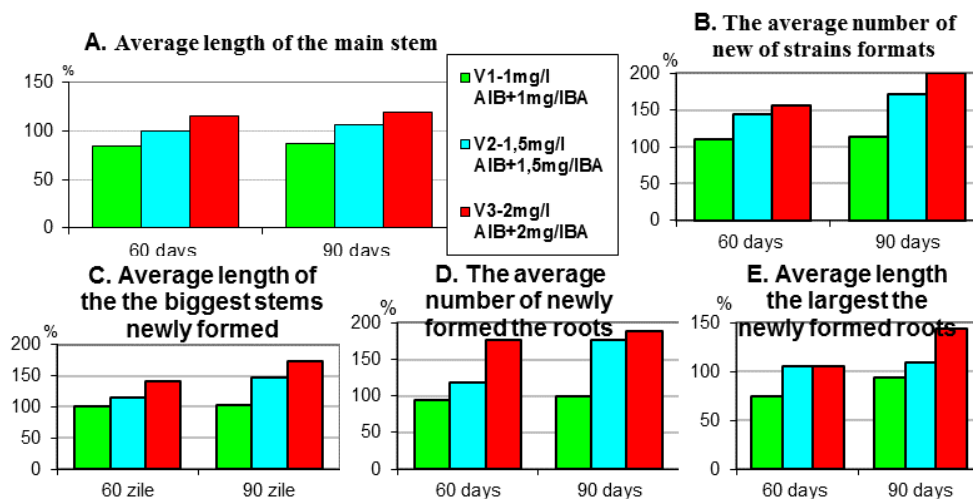 A. Average length of the main stem
%
150
100
50
0
60 days
90 days
V1-1mg/l
AIB+1mg/IBA
V2-1,5mg/l
AIB+1,5mg/IBA
V3-2mg/l
AIB+2mg/IBA
B. The average number of
new of strains formats
%
200
150
100
50
0
60 days
90 days
C. Average length of
the the biggest stems
newly formed
%
200
150
100
50
0
60 zile
90 zile
D. The average
number of newly
formed the roots
%
200
150
100
50
0
60 days
90 days
E. Average length
the largest the
newly formed roots
%
150
100
50
0
60 days
90 days